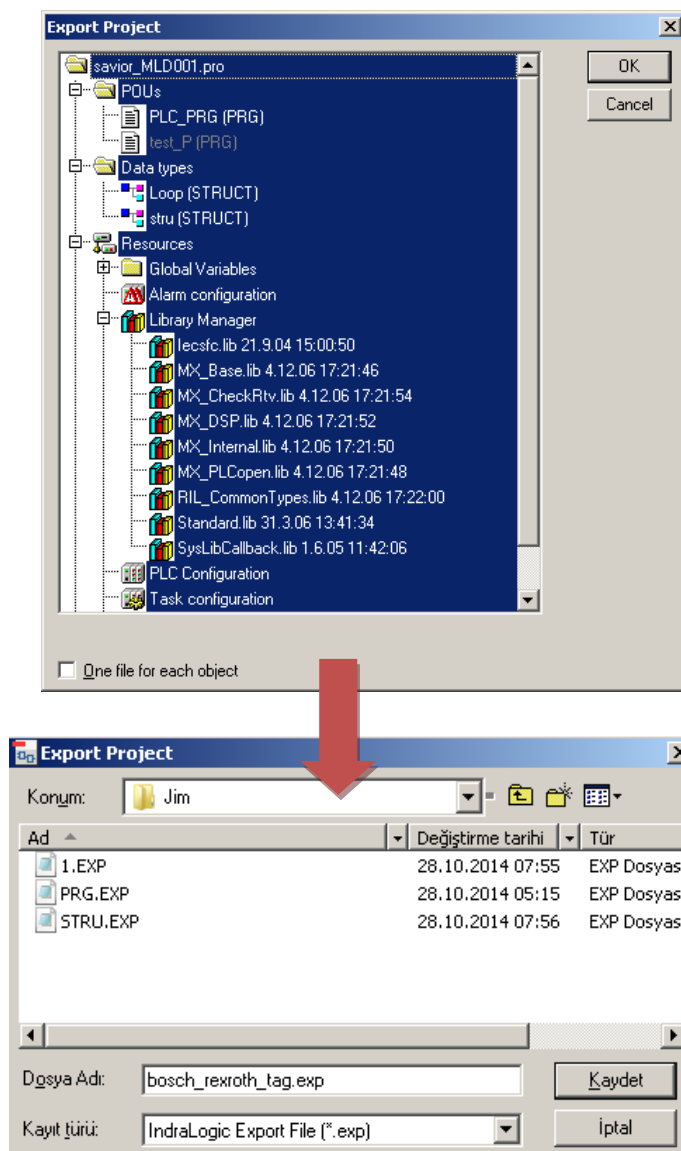 Export Project
savior_MLD001.pro
OK
POUs
Cancel
PLC_PRG (PRG)
test_P (PRG)
Data types
Loop (STRUCT)
stru (STRUCT)
Resources
Global Variables
Alarm configuration
Library Manager
Iecsfc.lib 21.9.04 15:00:50
MX_Base.lib 4.12.06 17:21:46
MX_CheckRtv.lib 4.12.06 17:21:54
MX_DSP.lib 4.12.06 17:21:52
MX_Internal.lib 4.12.06 17:21:50
MX_PLCopen.lib 4.12.06 17:21:48
RIL_CommonTypes.lib 4.12.06 17:22:00
Standard.lib 31.3.06 13:41:34
SysLibCallback.lib 1.6.05 11:42:06
PLC Configuration
Task configuration
One file for each object
Export Project
Konum: Jim
Ad Değiştirme tarihi Tür
1.EXP 28.10.2014 07:55 EXP Dosyas
PRG.EXP 28.10.2014 05:15 EXP Dosyas
STRU.EXP 28.10.2014 07:56 EXP Dosyas
Dosya Adı: bosch_rexroth_tag.exp Kaydet
Kayıt türü: IndraLogic Export File (*.exp) İptal